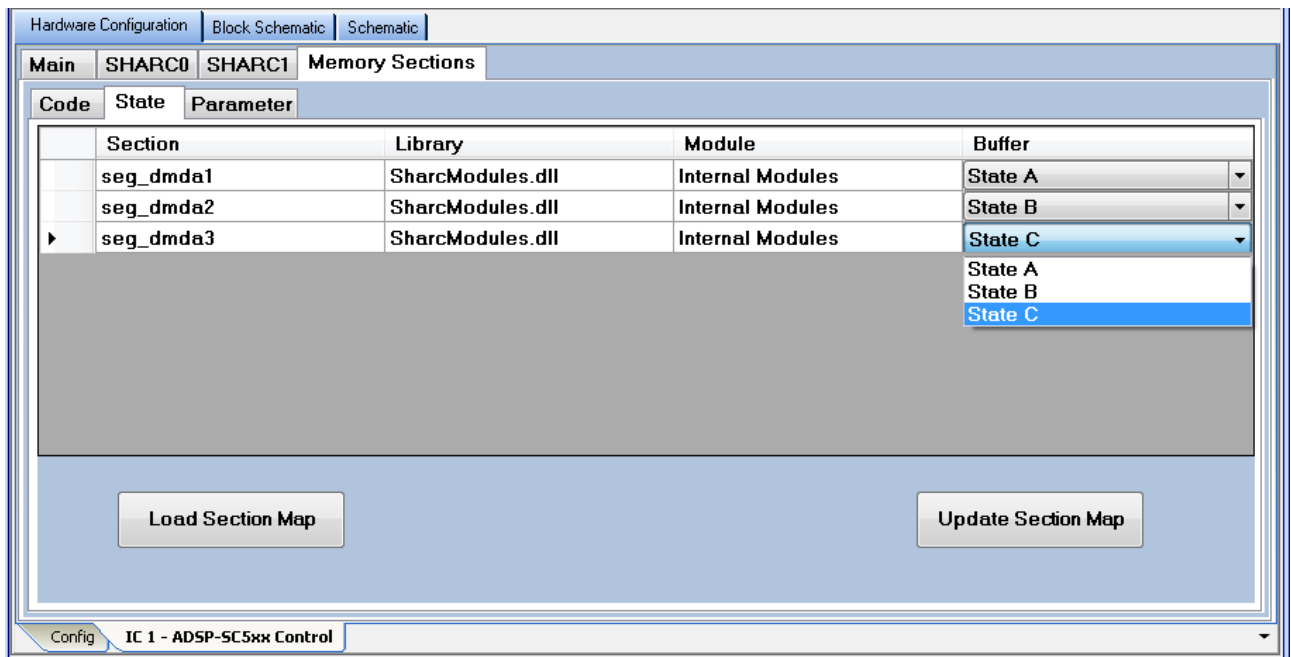 Hardware Configuration Block Schematic Schematic
Main SHARC0 SHARC1 Memory Sections
Code State Parameter
Section Library Module Buffer
seg_dmda1 SharcModules.dll Internal Modules State A
seg_dmda2 SharcModules.dll Internal Modules State B
seg_dmda3 SharcModules.dll Internal Modules State C
State A
State B
State C
Load Section Map Update Section Map
Config IC 1 - ADSP-SC5xx Control